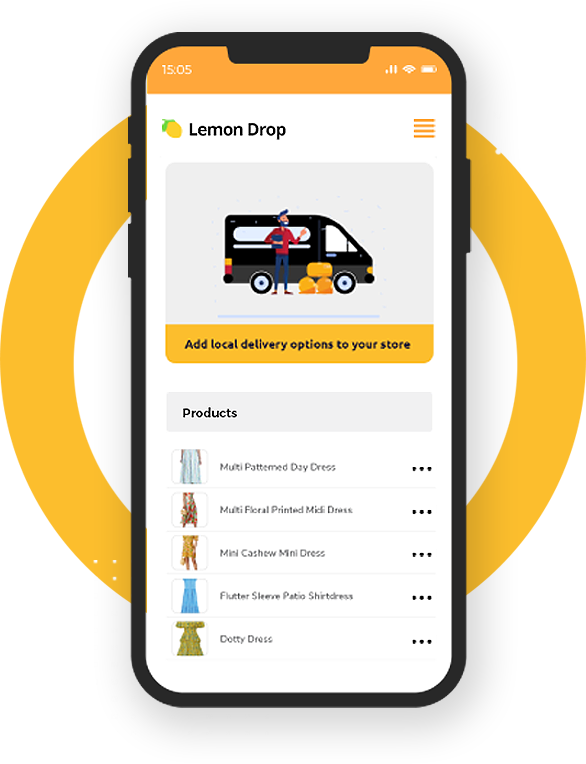 15:05
Lemon Drop
Add local delivery options to your store
Products
Multi Patterned Day Dress
Multi Floral Printed Midi Dress
Mini Cashew Mini Dress
Flutter Sleeve Patio Shirtdress
Dotty Dress